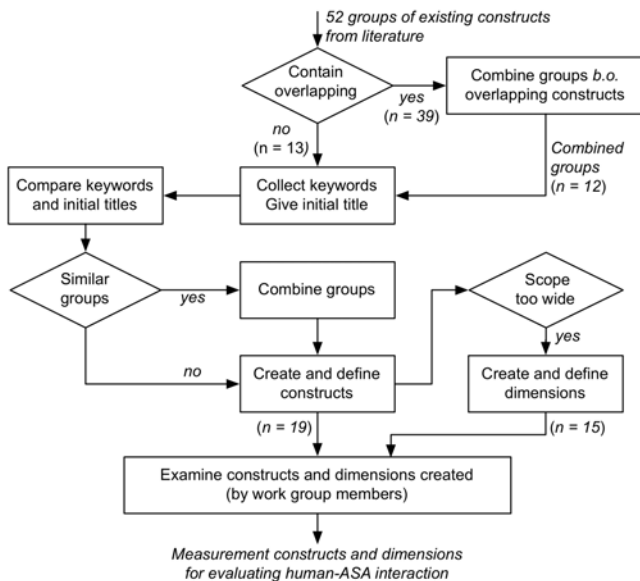 52 groups of existing constructs
from literature
Contain
overlapping
yes
(n = 39)
Combine groups b.o.
overlapping constructs
no
(n = 13)
Combined
groups
(n = 12)
Compare keywords
and initial titles
Collect keywords
Give initial title
Similar
groups
yes
Combine groups
Scope
too wide
yes
no
Create and define
constructs
Create and define
dimensions
(n = 19)
(n = 15)
Examine constructs and dimensions created
(by work group members)
Measurement constructs and dimensions
for evaluating human-ASA interaction